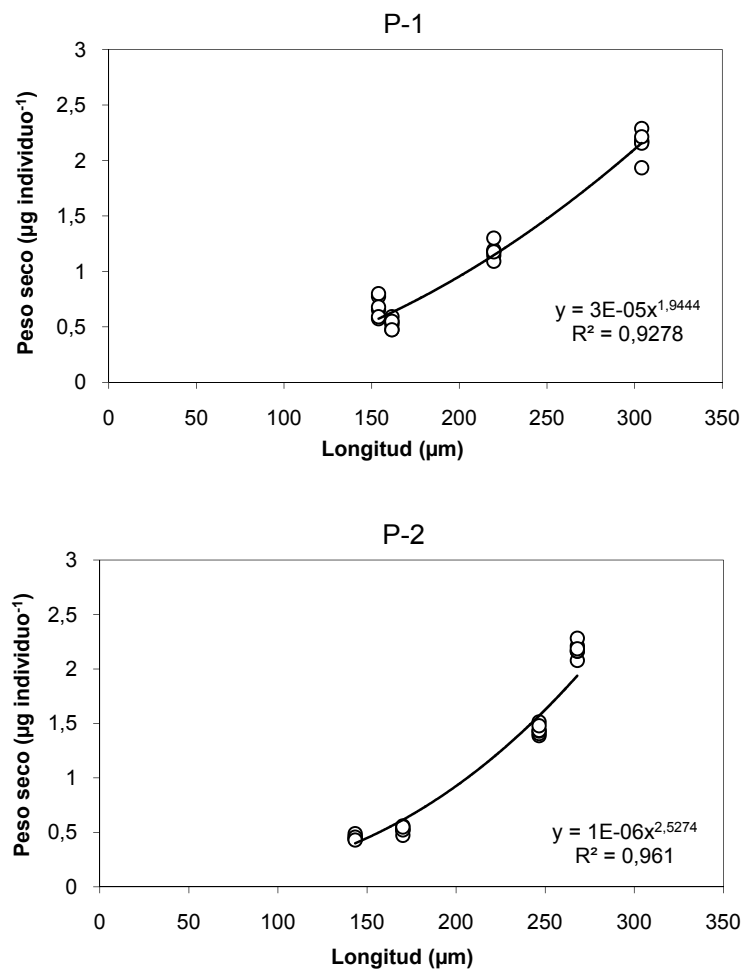 P-1
Peso seco (µg individuo⁻¹)
3
2,5
2
1,5
1
0,5
0
y = 3E-05x¹,⁹⁴⁴⁴
R² = 0,9278
0 50 100 150 200 250 300 350
Longitud (µm)
P-2
Peso seco (µg individuo⁻¹)
3
2,5
2
1,5
1
0,5
0
y = 1E-06x²,⁵²⁷⁴
R² = 0,961
0 50 100 150 200 250 300 350
Longitud (µm)